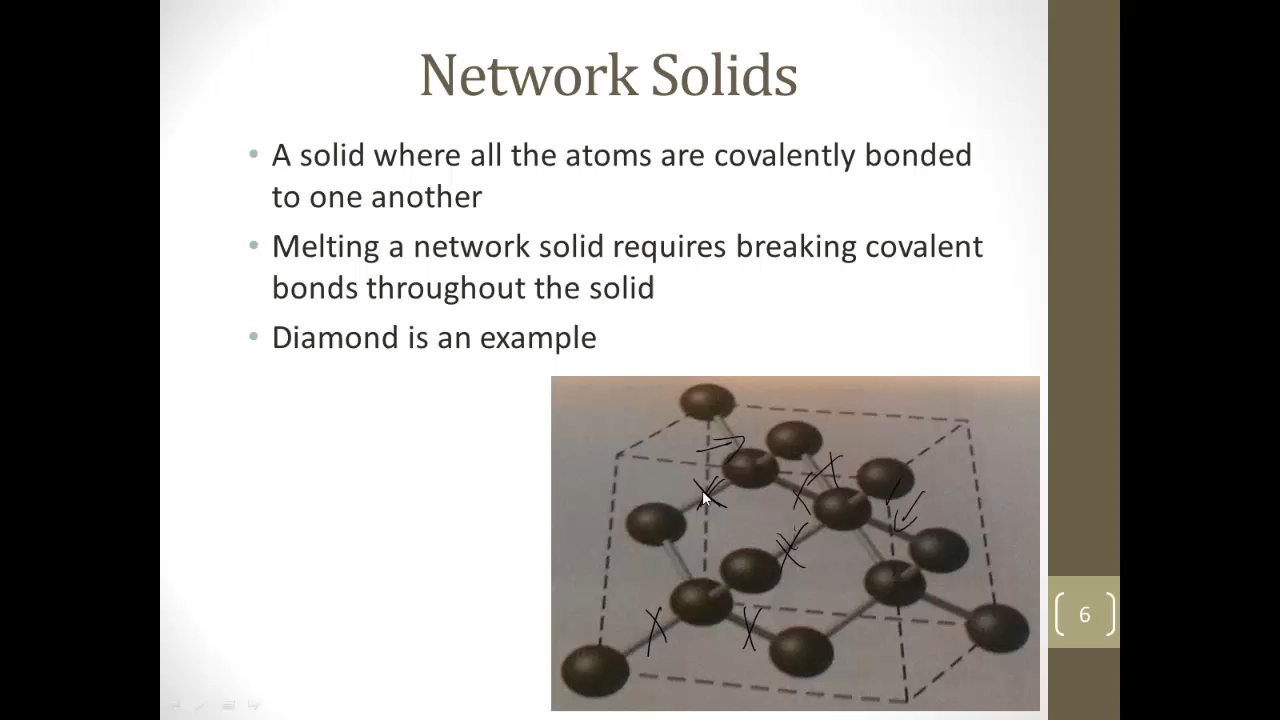 Network Solids
• A solid where all the atoms are covalently bonded
to one another
• Melting a network solid requires breaking covalent
bonds throughout the solid
• Diamond is an example
6